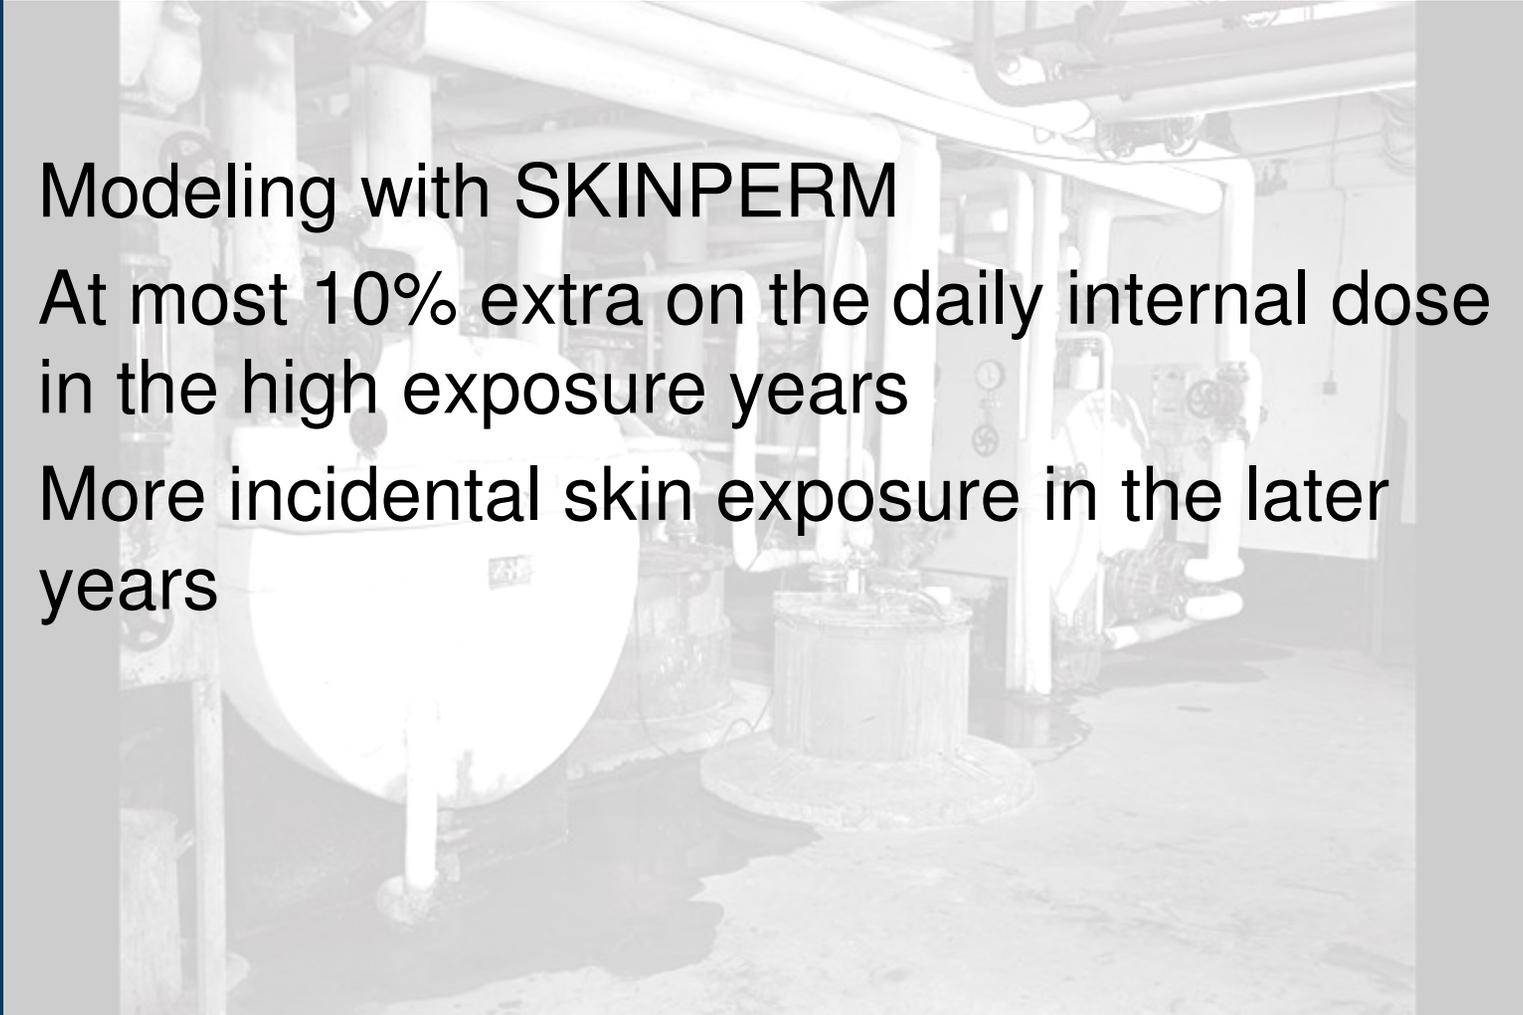 Modeling with SKINPERM
At most 10% extra on the daily internal dose
in the high exposure years
More incidental skin exposure in the later
years